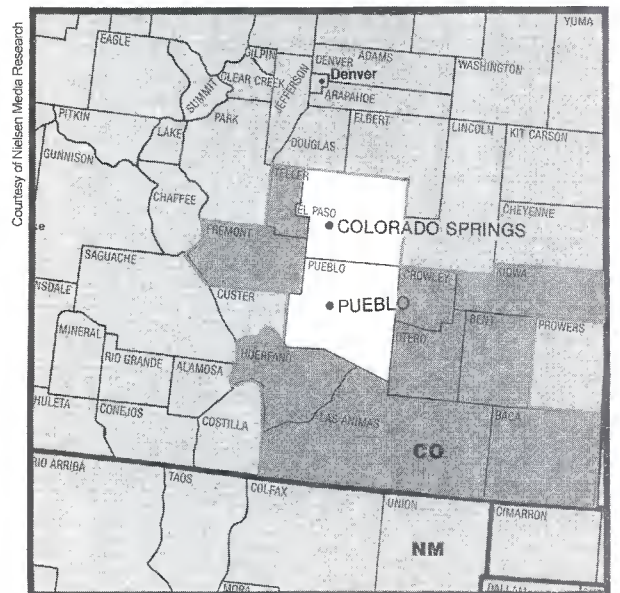 Courtesy of Nielsen Media Research
YUMA
EAGLE
GILPIN
DENVER
ADAMS
WASHINGTON
CLEAR CREEK
Denver
SUMMIT
JEFFERSON
ARAPAHOE
PITKIN
LAKE
PARK
ELBERT
LINCOLN
KIT CARSON
GUNNISON
DOUGLAS
TELLER
CHAFFEE
CHEYENNE
EL PASO
COLORADO SPRINGS
FREMONT
SAGUACHE
PUEBLO
CROWLEY
KIOWA
NSDALE
CUSTER
PUEBLO
BENT
PROWERS
MINERAL
OTERO
RIO GRANDE
ALAMOSA
HUERFANO
HULETA
CONEJOS
COSTILLA
LAS ANIMAS
BACA
CO
RIO ARRIBA
TAOS
COLFAX
UNION
CIMARRON
NM
MORA